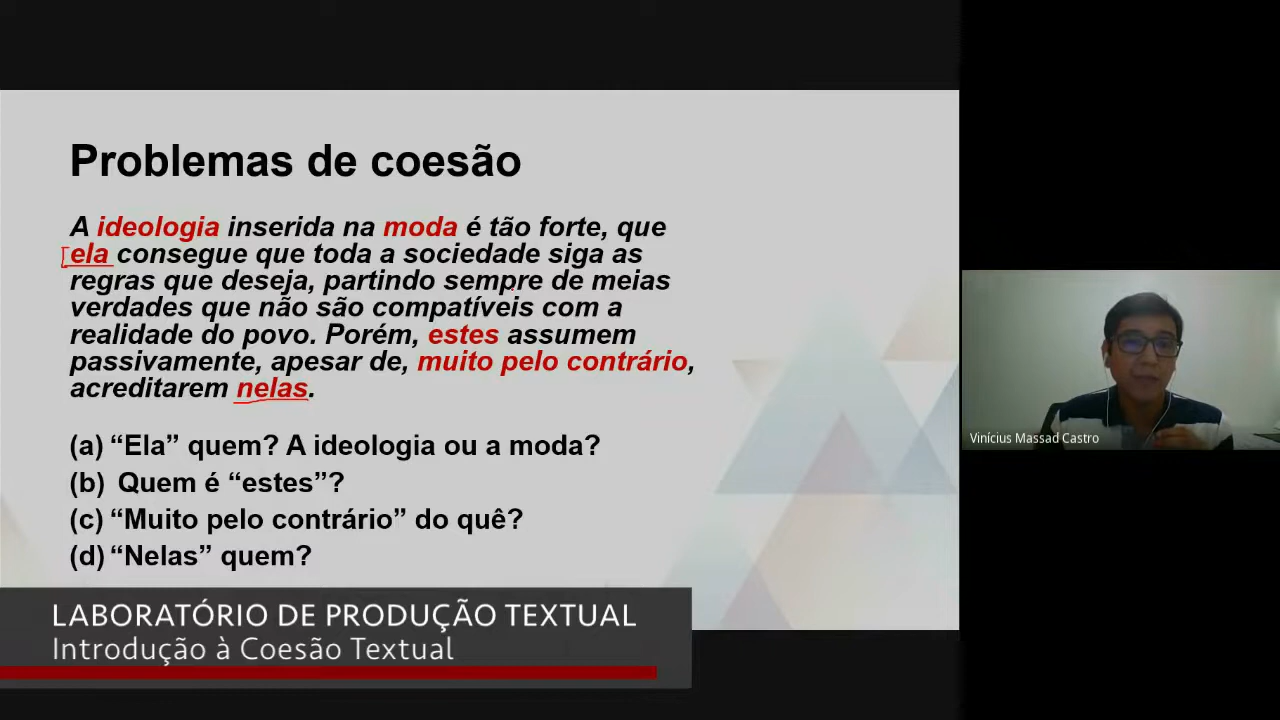 Problemas de coesão
A ideologia inserida na moda é tão forte, que
ela consegue que toda a sociedade siga as
regras que deseja, partindo sempre de meias
verdades que não são compatíveis com a
realidade do povo. Porém, estes assumem
passivamente, apesar de, muito pelo contrário,
acreditarem nelas.
(a) “Ela” quem? A ideologia ou a moda?
(b) Quem é “estes”?
(c) “Muito pelo contrário” do quê?
(d) “Nelas” quem?
LABORATÓRIO DE PRODUÇÃO TEXTUAL
Introdução à Coesão Textual
Vinícius Massad Castro